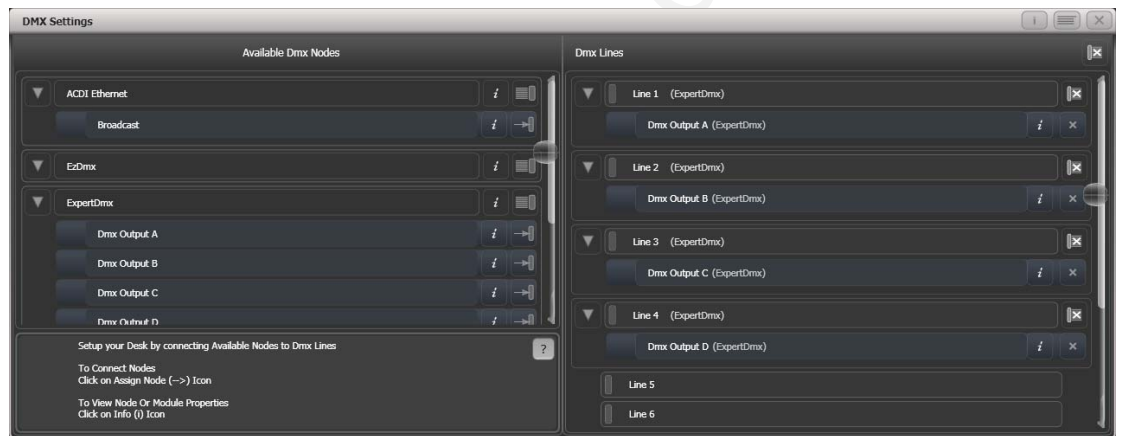 DMX Settings
Available Dmx Nodes
ACDI Ethernet
Broadcast
EzDmx
ExpertDmx
Dmx Output A
Dmx Output B
Dmx Output C
Dmx Output D
Setup your Desk by connecting Available Nodes to Dmx Lines
To Connect Nodes
Click on Assign Node (-->) Icon
To View Node Or Module Properties
Click on Info (i) Icon
?
Dmx Lines
Line 1 (ExpertDmx)
Dmx Output A (ExpertDmx)
Line 2 (ExpertDmx)
Dmx Output B (ExpertDmx)
Line 3 (ExpertDmx)
Dmx Output C (ExpertDmx)
Line 4 (ExpertDmx)
Dmx Output D (ExpertDmx)
Line 5
Line 6